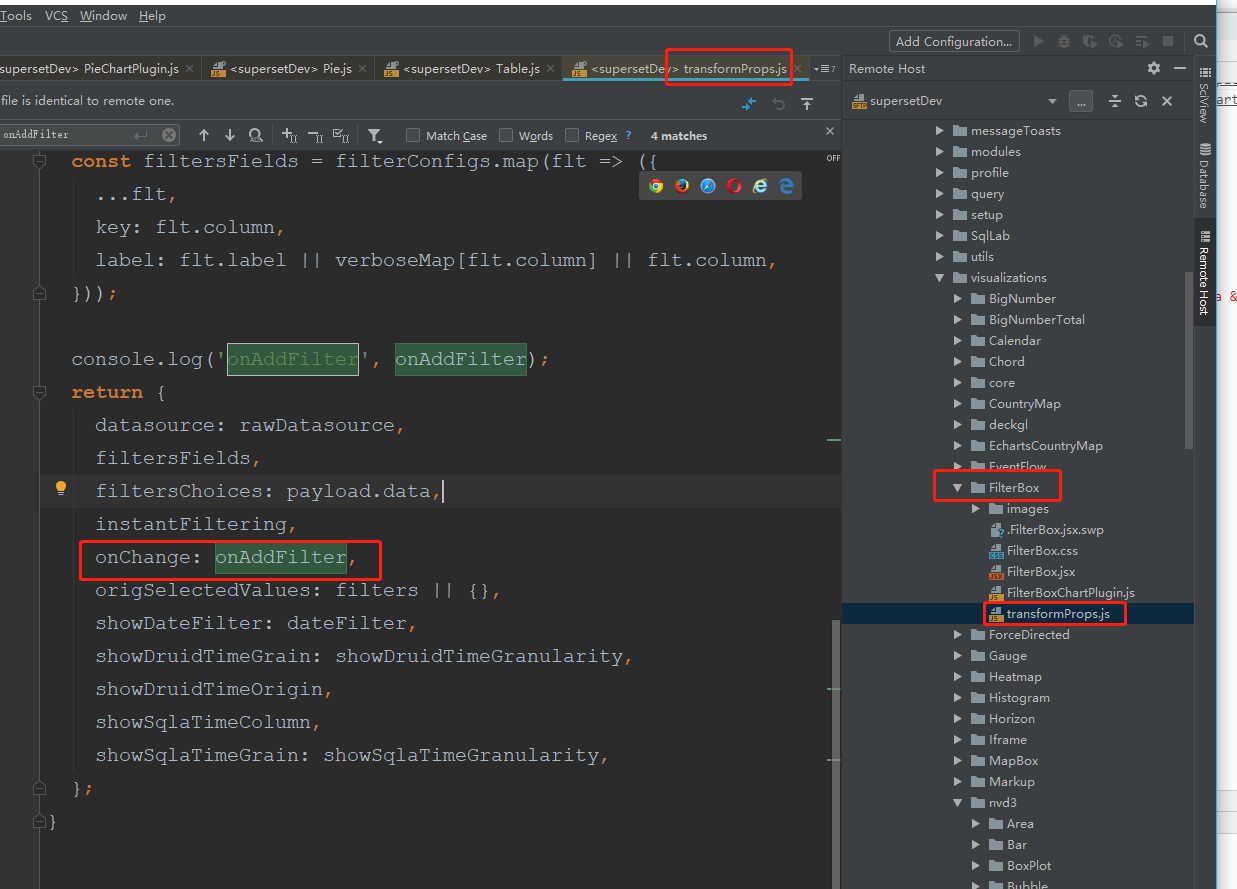 Tools VCS Window Help
Add Configuration...
supersetDev> PieChartPlugin.js
<supersetDev> Pie.js
<supersetDev> Table.js
<supersetDev> transformProps.js
7
file is identical to remote one.
onAddFilter
Match Case
Words
Regex ?
4 matches
OFF
const filtersFields = filterConfigs.map(flt => ({
...flt,
key: flt.column,
label: flt.label || verboseMap[flt.column] || flt.column,
}));
console.log('onAddFilter', onAddFilter);
return {
datasource: rawDatasource,
filtersFields,
filtersChoices: payload.data,
instantFiltering,
onChange: onAddFilter,
origSelectedValues: filters || {},
showDateFilter: dateFilter,
showDruidTimeGrain: showDruidTimeGranularity,
showDruidTimeOrigin,
showSqlaTimeColumn,
showSqlaTimeGrain: showSqlaTimeGranularity,
};
}
Remote Host
supersetDev
...
messageToasts
modules
profile
query
setup
SqlLab
utils
visualizations
BigNumber
BigNumberTotal
Calendar
Chord
core
CountryMap
deckgl
EchartsCountryMap
EventFlow
FilterBox
images
.FilterBox.jsx.swp
FilterBox.css
FilterBox.jsx
FilterBoxChartPlugin.js
transformProps.js
ForceDirected
Gauge
Heatmap
Histogram
Horizon
Iframe
MapBox
Markup
nvd3
Area
Bar
BoxPlot
Bubble
SciView
Database
Remote Host
art
a &